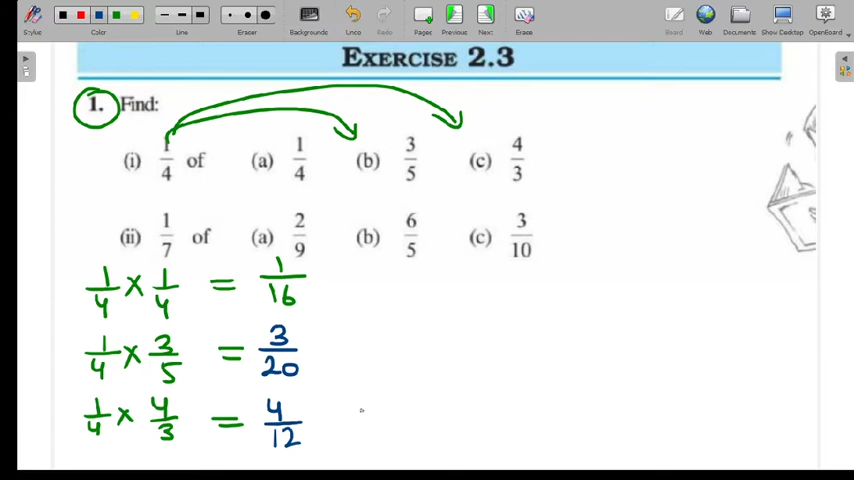 Stylus Color Line Eraser Backgrounds Undo Redo Pages Previous Next Erase Board Web Documents Show Desktop OpenBoard
EXERCISE 2.3
1. Find:
(i) 1/4 of (a) 1/4 (b) 3/5 (c) 4/3
(ii) 1/7 of (a) 2/9 (b) 6/5 (c) 3/10
1/4 × 1/4 = 1/16
1/4 × 3/5 = 3/20
1/4 × 4/3 = 4/12